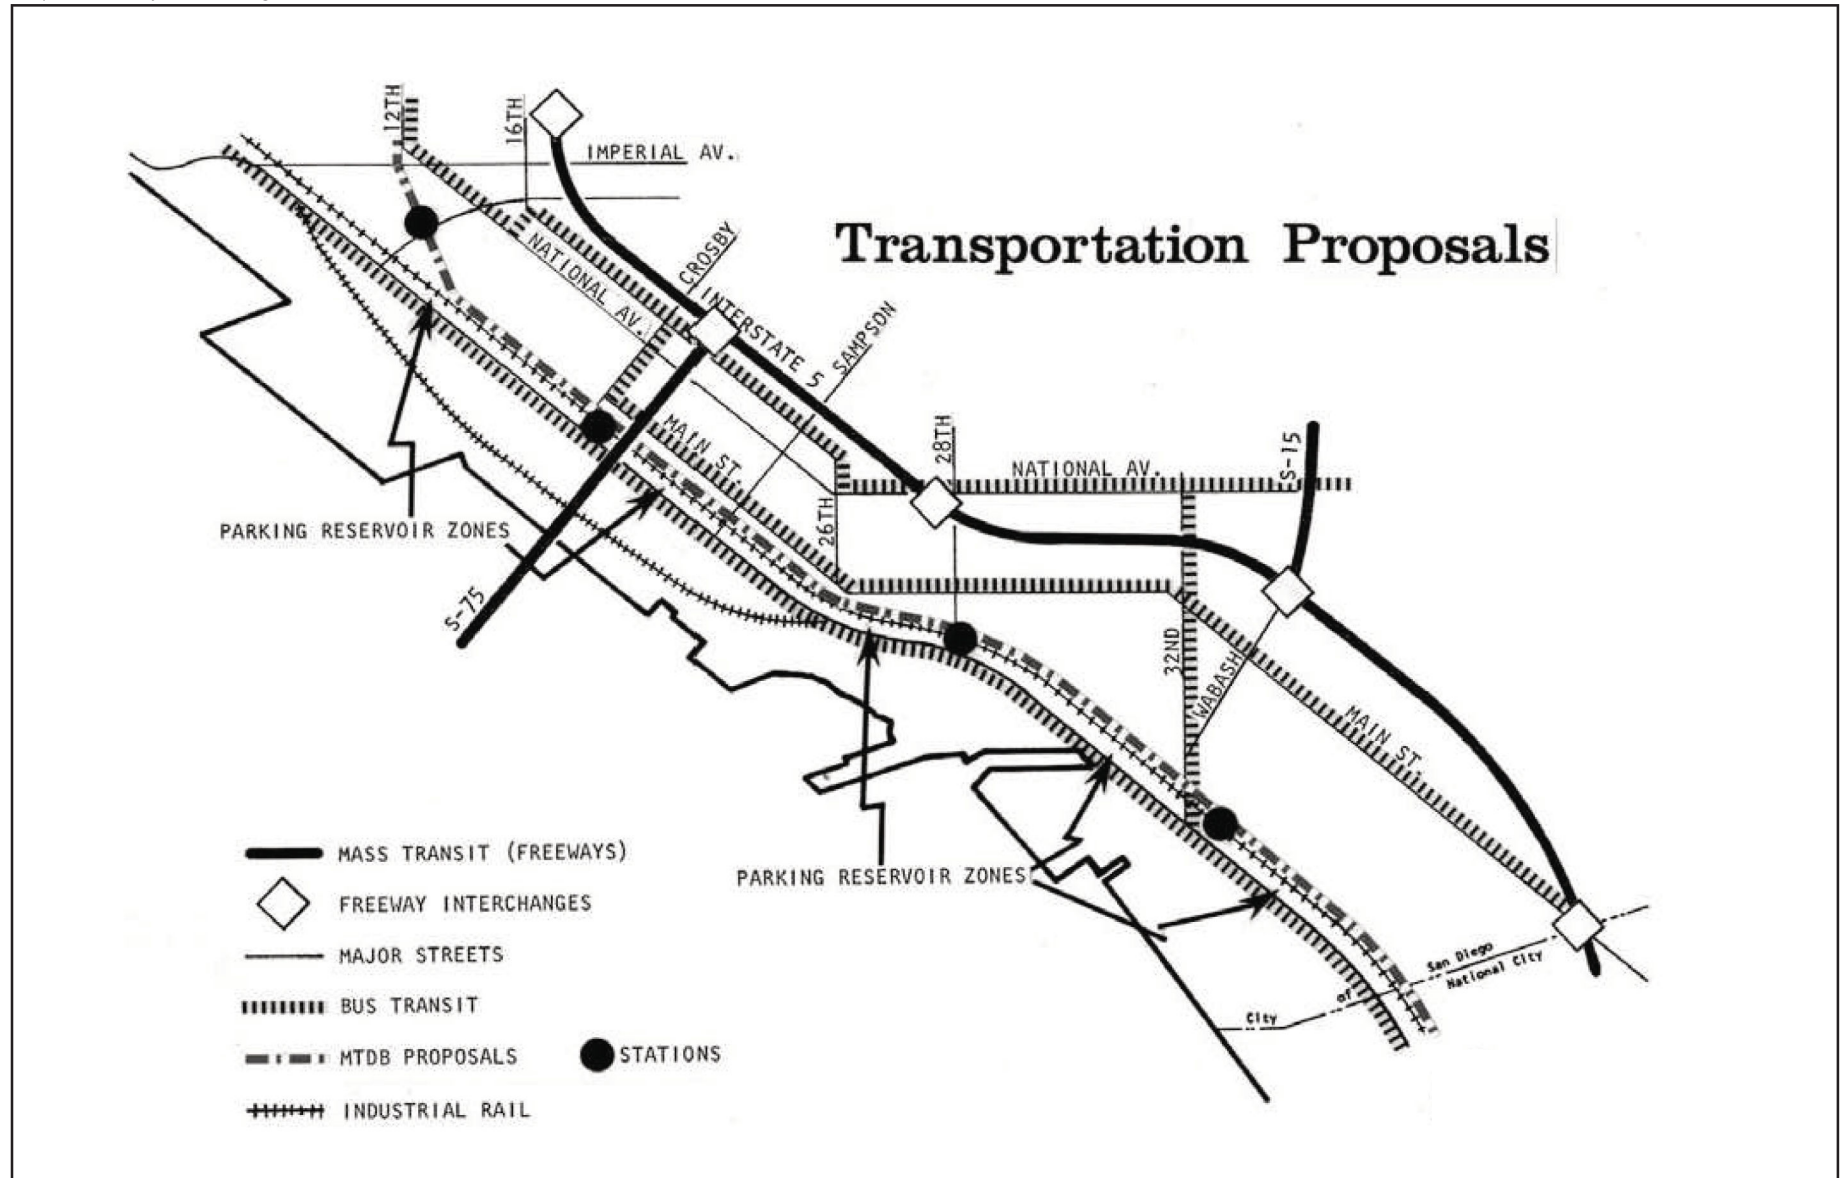 12TH
16TH
IMPERIAL AV.
Transportation Proposals
CROSBY
NATIONAL AV.
INTERSTATE 5
SAMPSON
MAIN ST.
28TH
NATIONAL AV.
S-15
26TH
PARKING RESERVOIR ZONES
S-75
32ND
WABASH
MAIN ST.
MASS TRANSIT (FREEWAYS)
FREEWAY INTERCHANGES
MAJOR STREETS
BUS TRANSIT
MTDB PROPOSALS
STATIONS
INDUSTRIAL RAIL
PARKING RESERVOIR ZONES
San Diego
City of
National City